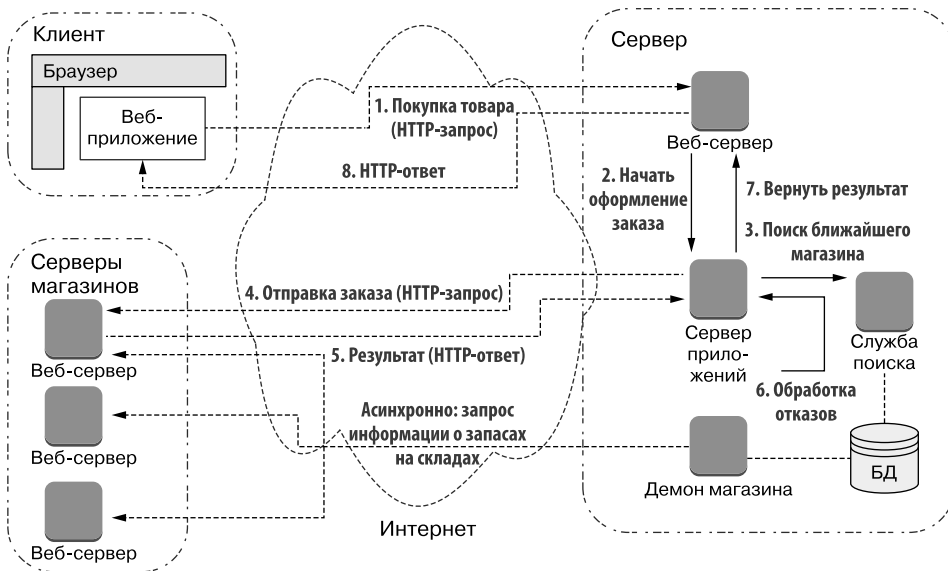 Клиент
Браузер
Веб-
приложение
1. Покупка товара
(HTTP-запрос)
8. HTTP-ответ
Сервер
Веб-сервер
2. Начать
оформление
заказа
7. Вернуть результат
3. Поиск ближайшего
магазина
Серверы
магазинов
Веб-сервер
4. Отправка заказа (HTTP-запрос)
5. Результат (HTTP-ответ)
Сервер
прило-
жений
Служба
поиска
6. Обработка
отказов
Веб-сервер
Асинхронно: запрос
информации о запасах
на складах
Демон магазина
БД
Веб-сервер
Интернет